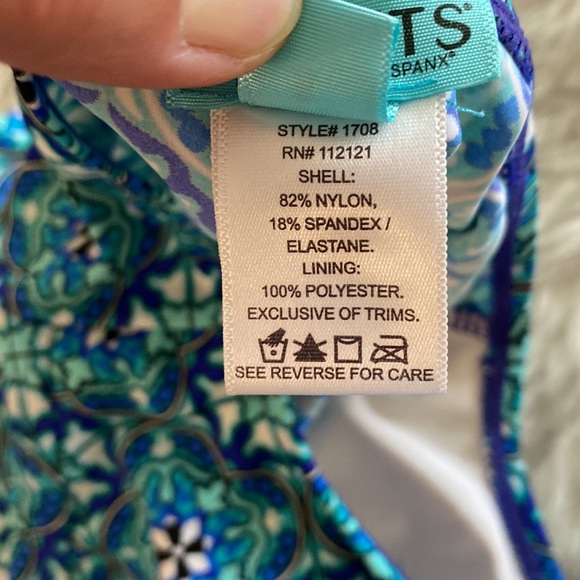 TS®
SPANX®
STYLE# 1708
RN# 112121
SHELL:
82% NYLON,
18% SPANDEX /
ELASTANE.
LINING:
100% POLYESTER.
EXCLUSIVE OF TRIMS.
SEE REVERSE FOR CARE